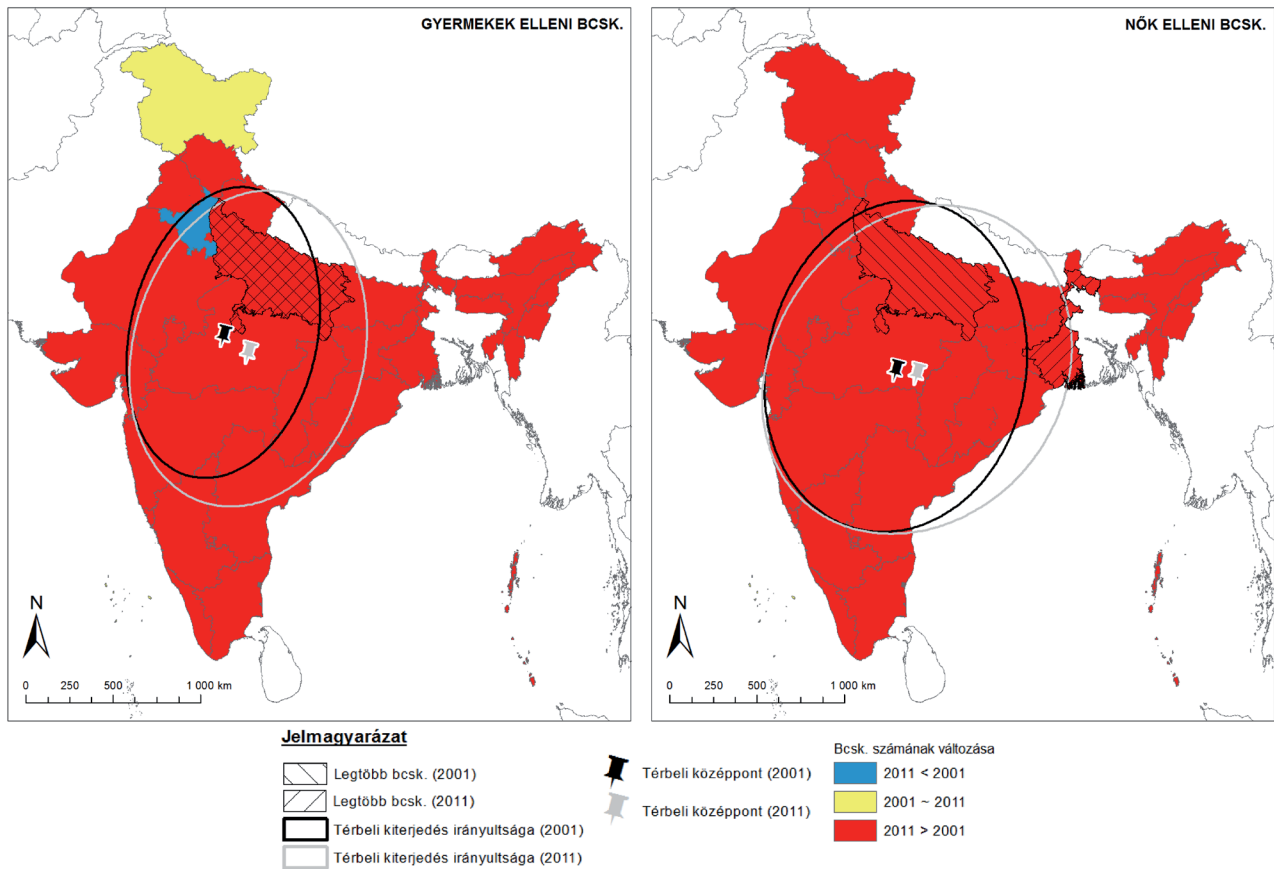 GYERMEKEK ELLENI BCSK.
N
0 250 500 1 000 km
NŐK ELLENI BCSK.
N
0 250 500 1 000 km
Jelmagyarázat
Legtöbb bcsk. (2001)
Legtöbb bcsk. (2011)
Térbeli kiterjedés irányultsága (2001)
Térbeli kiterjedés irányultsága (2011)
Térbeli középpont (2001)
Térbeli középpont (2011)
Bcsk. számának változása
2011 < 2001
2001 ~ 2011
2011 > 2001